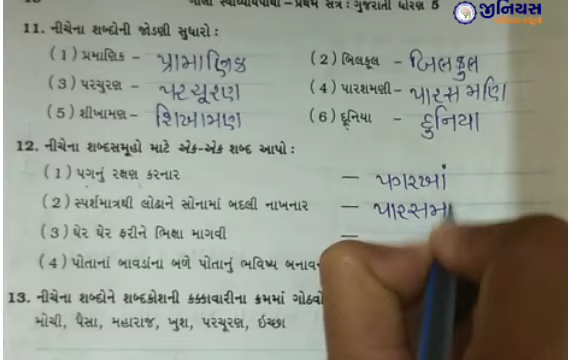 સ્વાધ્યાયપોથી – પ્રથમ સત્ર : ગુજરાતી ધોરણ 5
જીનિયસ
11. નીચેના શબ્દોની જોડણી સુધારો :
(1) પ્રમાણિક – પ્રામાણિક (2) બિલકૂલ – બિલકુલ
(3) પરચુરણ – પરચૂરણ (4) પારશમણી – પારસમણિ
(5) શીખામણ – શિખામણ (6) દૂનિયા – દુનિયા
12. નીચેના શબ્દસમૂહો માટે એક-એક શબ્દ આપો :
(1) પગનું રક્ષણ કરનાર – પગરખાં
(2) સ્પર્શમાત્રથી લોઢાને સોનામાં બદલી નાખનાર – પારસમ
(3) ઘેર ઘેર ફરીને ભિક્ષા માગવી –
(4) પોતાનાં બાવડાંના બળે પોતાનું ભવિષ્ય બનાવન
13. નીચેના શબ્દોને શબ્દકોશની કક્કાવારીના ક્રમમાં ગોઠવો
મોચી, પૈસા, મહારાજ, ખુશ, પરચૂરણ, ઇચ્છા